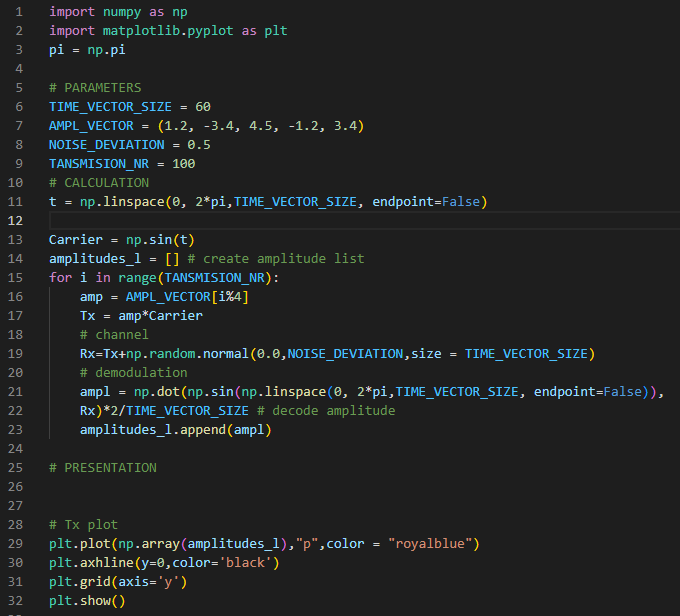 1 import numpy as np
2 import matplotlib.pyplot as plt
3 pi = np.pi
4
5 # PARAMETERS
6 TIME_VECTOR_SIZE = 60
7 AMPL_VECTOR = (1.2, -3.4, 4.5, -1.2, 3.4)
8 NOISE_DEVIATION = 0.5
9 TANSMISION_NR = 100
10 # CALCULATION
11 t = np.linspace(0, 2*pi,TIME_VECTOR_SIZE, endpoint=False)
12
13 Carrier = np.sin(t)
14 amplitudes_l = [] # create amplitude list
15 for i in range(TANSMISION_NR):
16     amp = AMPL_VECTOR[i%4]
17     Tx = amp*Carrier
18     # channel
19     Rx=Tx+np.random.normal(0.0,NOISE_DEVIATION,size = TIME_VECTOR_SIZE)
20     # demodulation
21     ampl = np.dot(np.sin(np.linspace(0, 2*pi,TIME_VECTOR_SIZE, endpoint=False)),
22     Rx)*2/TIME_VECTOR_SIZE # decode amplitude
23     amplitudes_l.append(ampl)
24
25 # PRESENTATION
26
27
28 # Tx plot
29 plt.plot(np.array(amplitudes_l),"p",color = "royalblue")
30 plt.axhline(y=0,color='black')
31 plt.grid(axis='y')
32 plt.show()